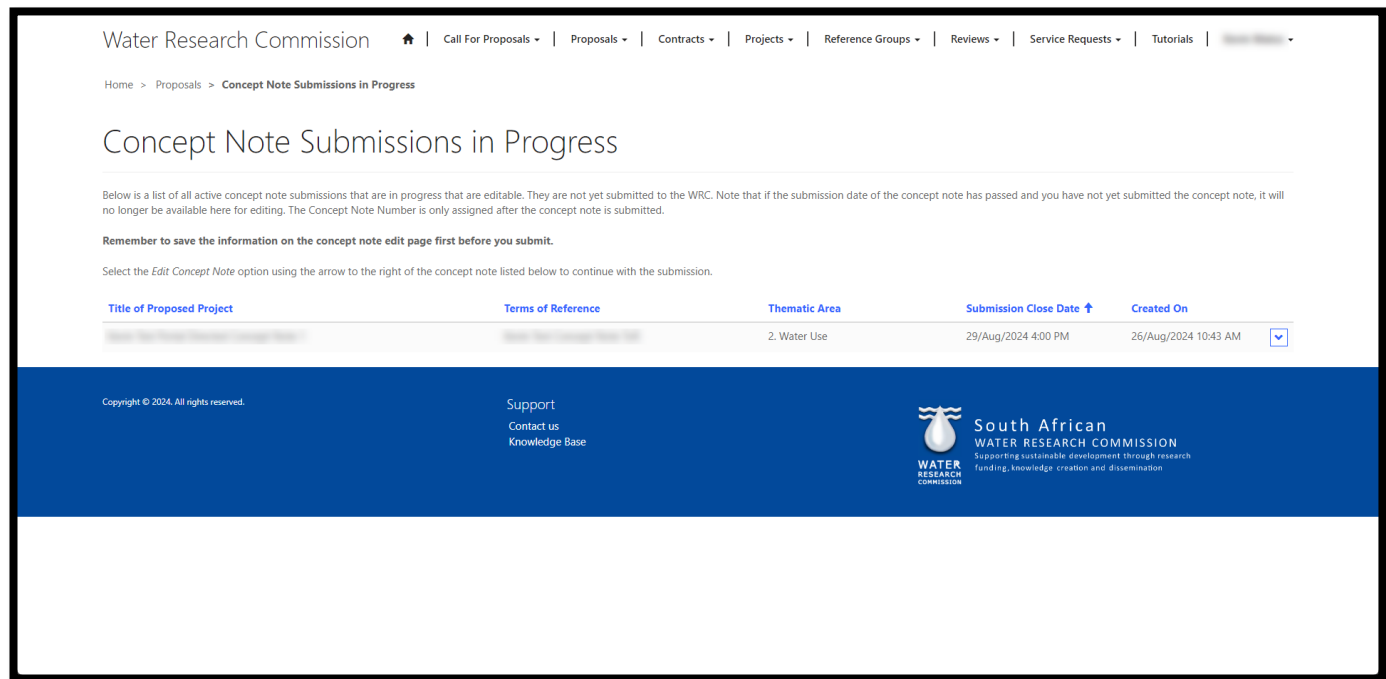 Water Research Commission
Call For Proposals
Proposals
Contracts
Projects
Reference Groups
Reviews
Service Requests
Tutorials
Home > Proposals > Concept Note Submissions in Progress
Concept Note Submissions in Progress
Below is a list of all active concept note submissions that are in progress that are editable. They are not yet submitted to the WRC. Note that if the submission date of the concept note has passed and you have not yet submitted the concept note, it will
no longer be available here for editing. The Concept Note Number is only assigned after the concept note is submitted.
Remember to save the information on the concept note edit page first before you submit.
Select the Edit Concept Note option using the arrow to the right of the concept note listed below to continue with the submission.
Title of Proposed Project
Terms of Reference
Thematic Area
Submission Close Date
Created On
2. Water Use
29/Aug/2024 4:00 PM
26/Aug/2024 10:43 AM
Copyright © 2024. All rights reserved.
Support
Contact us
Knowledge Base
WATER
RESEARCH
COMMISSION
South African
WATER RESEARCH COMMISSION
Supporting sustainable development through research
funding, knowledge creation and dissemination